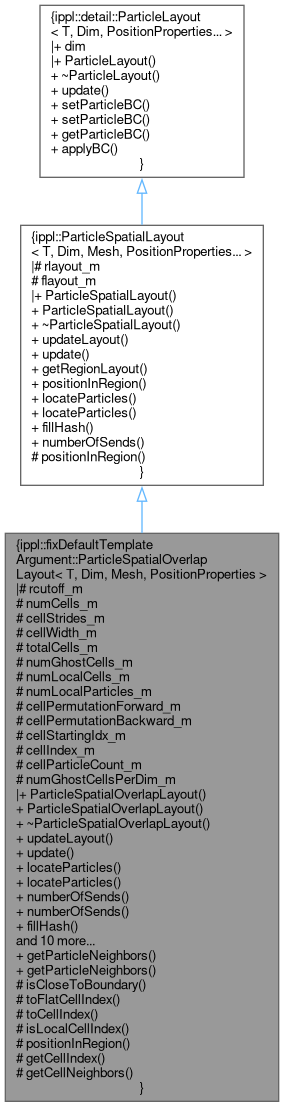 {ippl::detail::ParticleLayout
< T, Dim, PositionProperties... >
|+ dim
|+ ParticleLayout()
+ ~ParticleLayout()
+ update()
+ setParticleBC()
+ setParticleBC()
+ getParticleBC()
+ applyBC()
}
{ippl::ParticleSpatialLayout
< T, Dim, Mesh, PositionProperties... >
|# rlayout_m
# flayout_m
|+ ParticleSpatialLayout()
+ ParticleSpatialLayout()
+ ~ParticleSpatialLayout()
+ updateLayout()
+ update()
+ getRegionLayout()
+ positionInRegion()
+ locateParticles()
+ locateParticles()
+ fillHash()
+ numberOfSends()
# positionInRegion()
}
{ippl::fixDefaultTemplate
Argument::ParticleSpatialOverlap
Layout< T, Dim, Mesh, PositionProperties >
|# rcutoff_m
# numCells_m
# cellStrides_m
# cellWidth_m
# totalCells_m
# numGhostCells_m
# numLocalCells_m
# numLocalParticles_m
# cellPermutationForward_m
# cellPermutationBackward_m
# cellStartingIdx_m
# cellIndex_m
# cellParticleCount_m
# numGhostCellsPerDim_m
|+ ParticleSpatialOverlapLayout()
+ ParticleSpatialOverlapLayout()
+ ~ParticleSpatialOverlapLayout()
+ updateLayout()
+ update()
+ locateParticles()
+ locateParticles()
+ numberOfSends()
+ numberOfSends()
+ fillHash()
and 10 more...
+ getParticleNeighbors()
+ getParticleNeighbors()
# isCloseToBoundary()
# toFlatCellIndex()
# toCellIndex()
# isLocalCellIndex()
# positionInRegion()
# getCellIndex()
# getCellNeighbors()
}